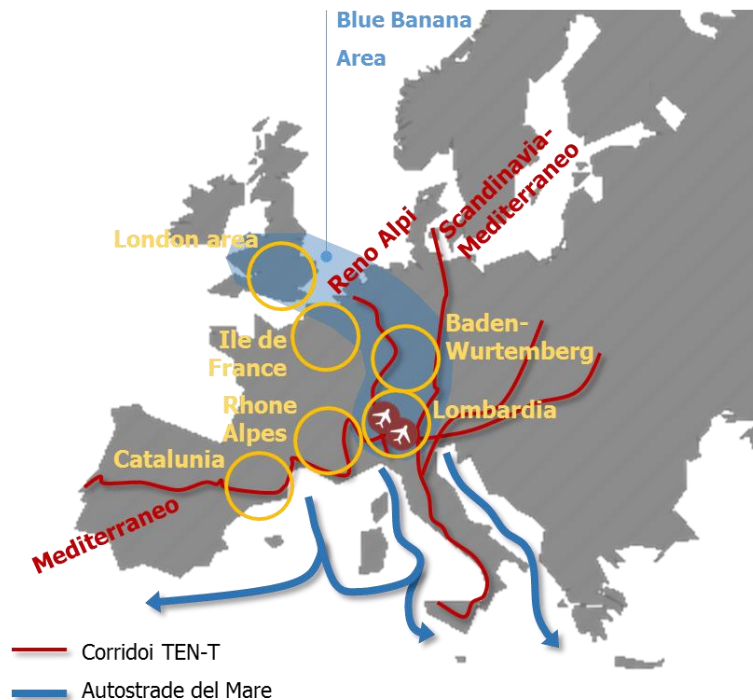 Blue Banana
Area
Scandinavia-
Mediterraneo
London area
Reno Alpi
Ile de
France
Baden-
Wurtemberg
Rhone
Alpes
Lombardia
Catalunia
Mediterraneo
Corridoi TEN-T
Autostrade del Mare